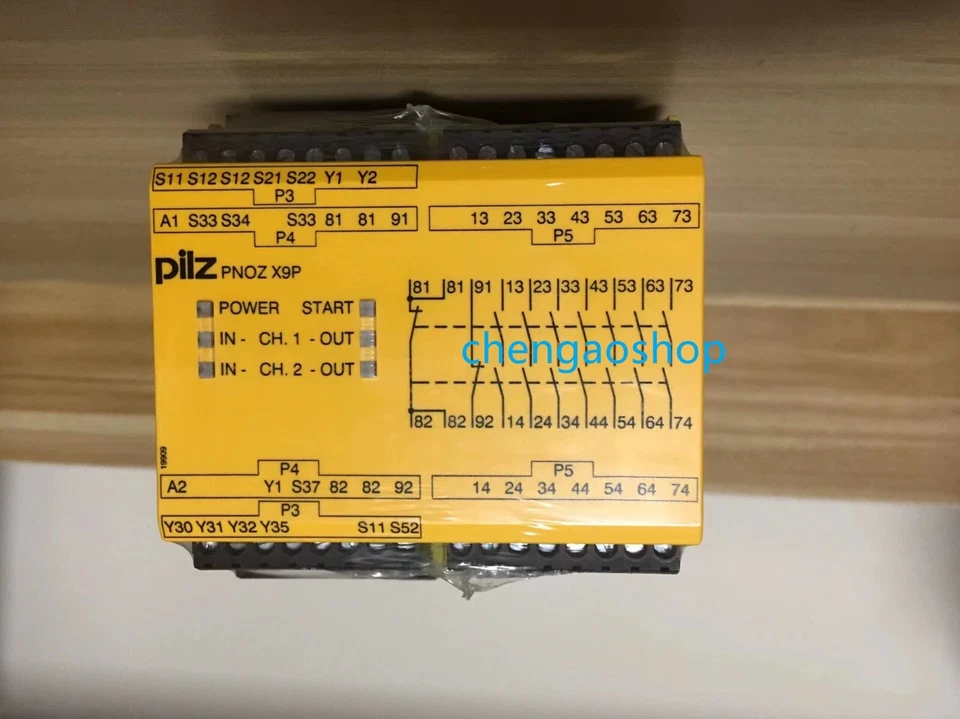 S11 S12 S12 S21 S22 Y1 Y2
P3
A1 S33 S34 S33 81 81 91
P4
13 23 33 43 53 63 73
P5
pilz PNOZ X9P
POWER START
IN - CH. 1 - OUT
IN - CH. 2 - OUT
81 81 91 13 23 33 43 53 63 73
chengaoshop
82 82 92 14 24 34 44 54 64 74
19909
P4
A2 Y1 S37 82 82 92
P3
Y30 Y31 Y32 Y35 S11 S52
P5
14 24 34 44 54 64 74